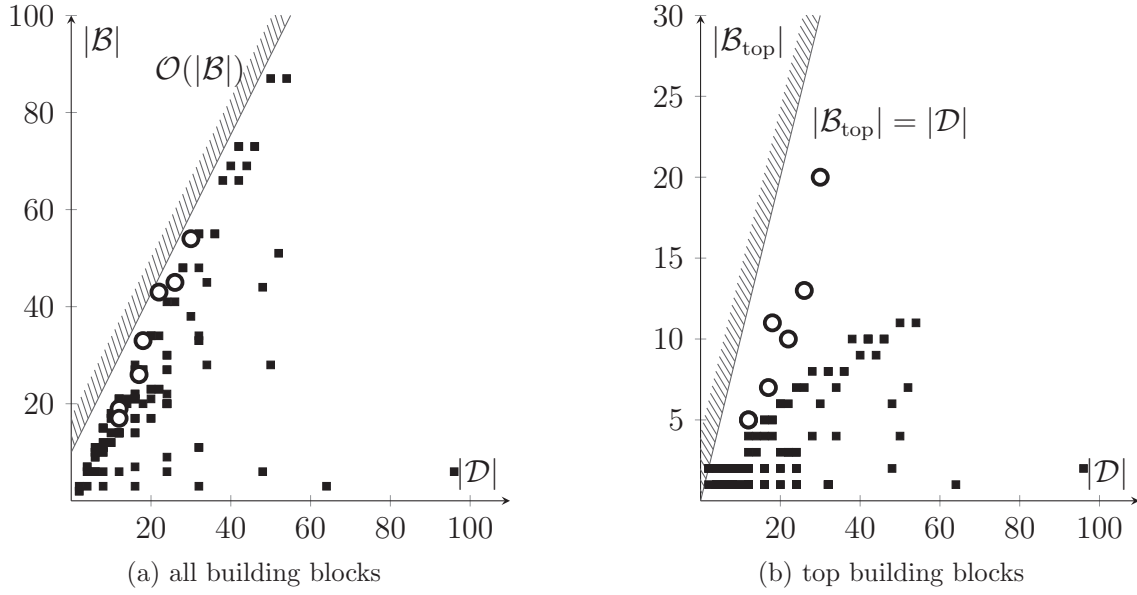 100
80
60
40
20
20
40
60
80
100
|ℬ|
𝒪(|ℬ|)
|𝒟|
(a) all building blocks
30
25
20
15
10
5
20
40
60
80
100
|ℬ_top|
|ℬ_top| = |𝒟|
|𝒟|
(b) top building blocks